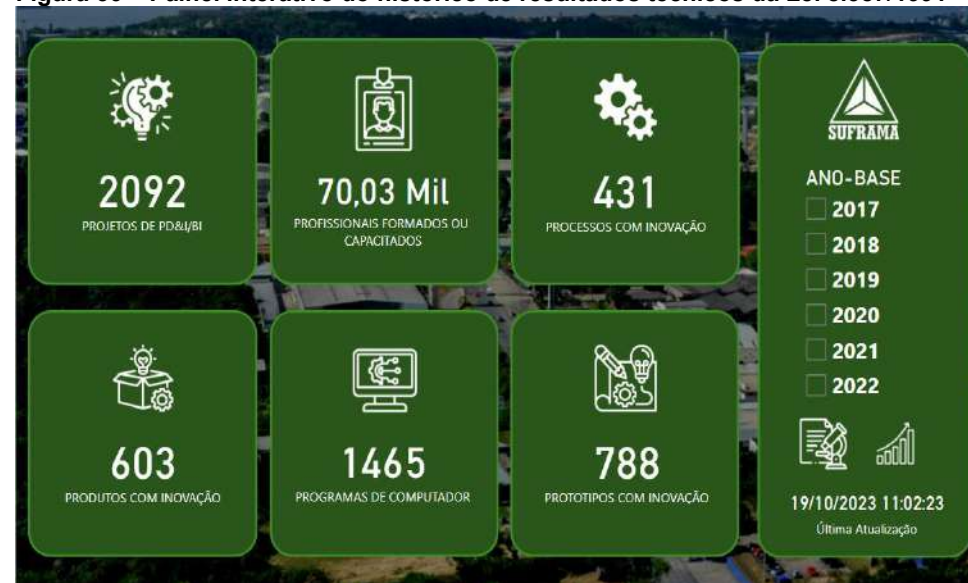 2092
PROJETOS DE PD&I/BI
70,03 Mil
PROFISSIONAIS FORMADOS OU
CAPACITADOS
431
PROCESSOS COM INOVAÇÃO
603
PRODUTOS COM INOVAÇÃO
1465
PROGRAMAS DE COMPUTADOR
788
PROTOTIPOS COM INOVAÇÃO
SUFRAMA
ANO-BASE
2017
2018
2019
2020
2021
2022
19/10/2023 11:02:23
Última Atualização